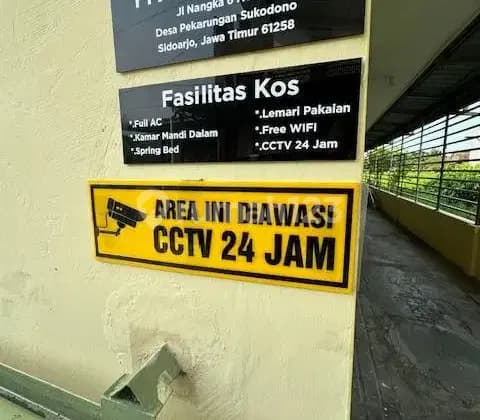 Jl Nangka
Desa Pekarungan Sukodono
Sidoarjo, Jawa Timur 61258
Fasilitas Kos
*.Full AC
*.Kamar Mandi Dalam
*.Spring Bed
*.Lemari Pakaian
*.Free WIFI
*.CCTV 24 Jam
AREA INI DIAWASI
CCTV 24 JAM